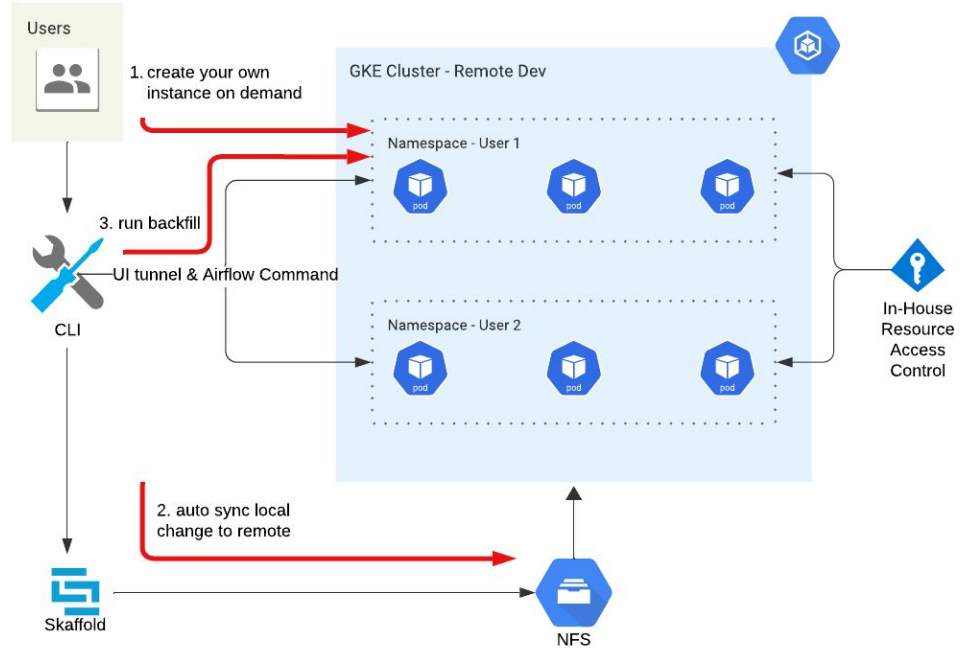 Users
1. create your own
instance on demand
GKE Cluster - Remote Dev
Namespace - User 1
pod
pod
pod
3. run backfill
UI tunnel & Airflow Command
CLI
In-House
Resource
Access
Control
Namespace - User 2
pod
pod
pod
2. auto sync local
change to remote
Skaffold
NFS